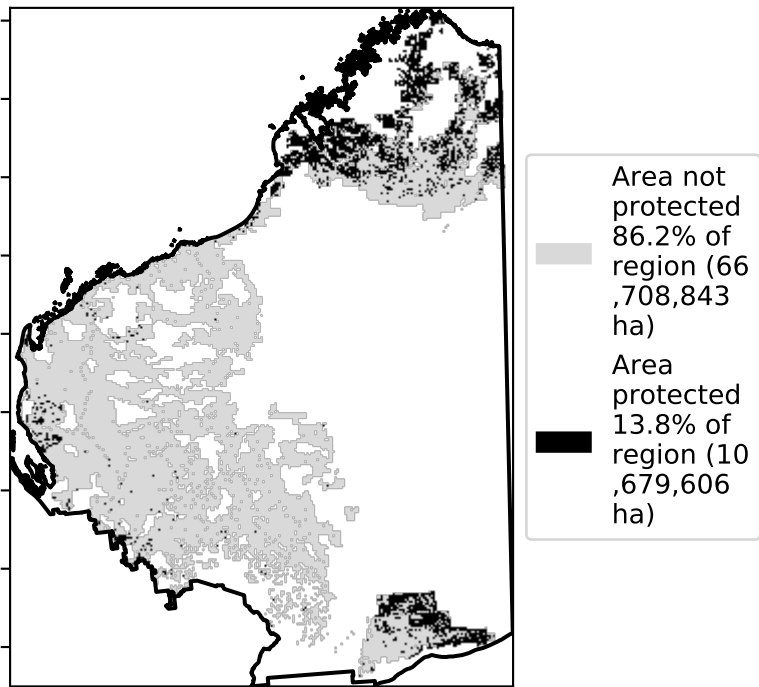 Area not
protected
86.2% of
region (66
,708,843
ha)
Area
protected
13.8% of
region (10
,679,606
ha)